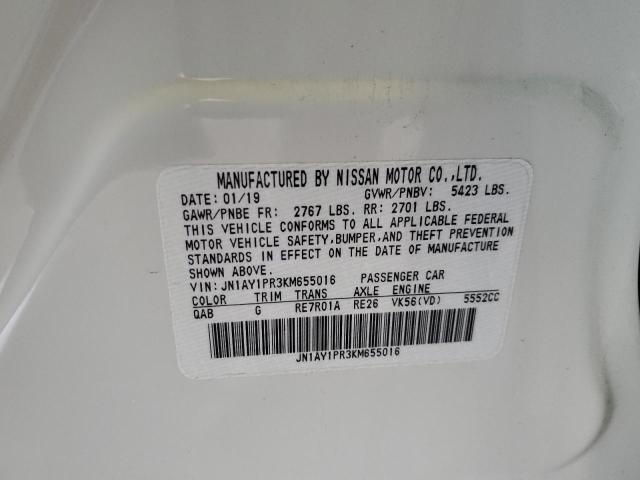 MANUFACTURED BY NISSAN MOTOR CO.,LTD.
DATE: 01/19 GVWR/PNBV: 5423 LBS.
GAWR/PNBE FR: 2767 LBS. RR: 2701 LBS.
THIS VEHICLE CONFORMS TO ALL APPLICABLE FEDERAL
MOTOR VEHICLE SAFETY,BUMPER,AND THEFT PREVENTION
STANDARDS IN EFFECT ON THE DATE OF MANUFACTURE
SHOWN ABOVE.
VIN: JN1AY1PR3KM655016 PASSENGER CAR
COLOR TRIM TRANS AXLE ENGINE
QAB G RE7R01A RE26 VK56(VD) 5552CC
JN1AY1PR3KM655016